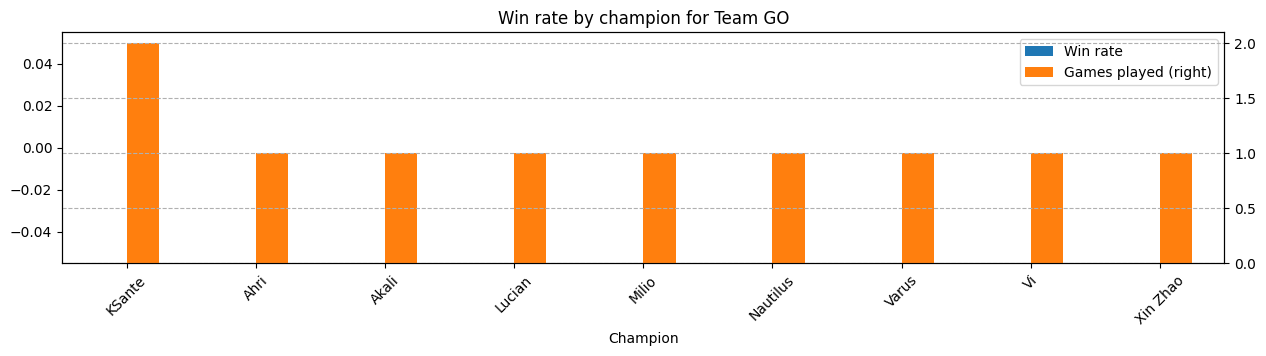 Win rate by champion for Team GO
0.04
0.02
0.00
−0.02
−0.04
2.0
1.5
1.0
0.5
0.0
Win rate
Games played (right)
KSante
Ahri
Akali
Lucian
Milio
Nautilus
Varus
Vi
Xin Zhao
Champion